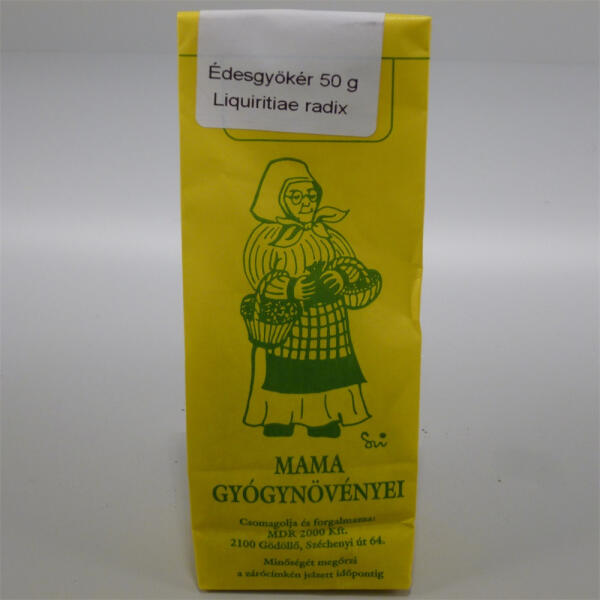 Édesgyökér 50 g
Liquiritiae radix
MAMA
GYÓGYNÖVÉNYEI
Csomagolja és forgalmazza:
MDR 2000 Kft.
2100 Gödöllő, Széchenyi út 64.
Minőségét megőrzi
a zárócímkén jelzett időpontig